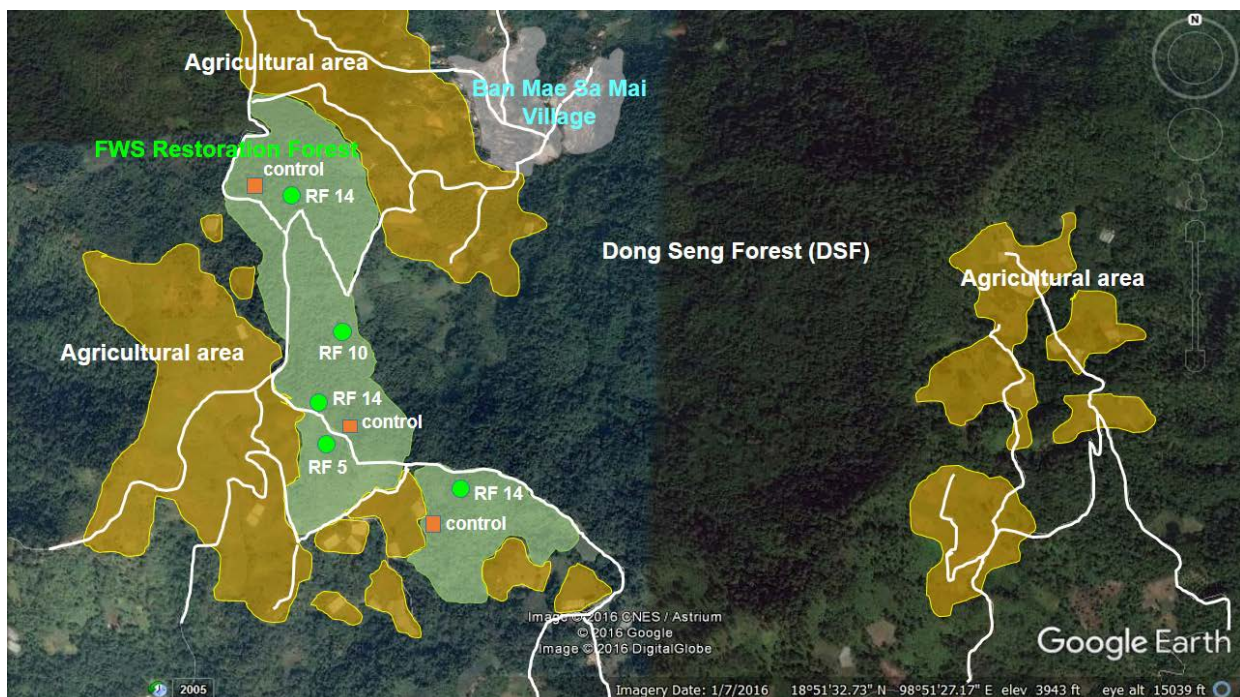 N
Agricultural area
Ban Mae Sa Mai
Village
FWS Restoration Forest
control
RF 14
Dong Seng Forest (DSF)
Agricultural area
Agricultural area
RF 10
RF 14
control
RF 5
RF 14
control
Image © 2016 CNES / Astrium
© 2016 Google
Image © 2016 DigitalGlobe
Google Earth
2005
Imagery Date: 1/7/2016 18°51'32.73" N 98°51'27.17" E elev 3943 ft eye alt 15039 ft